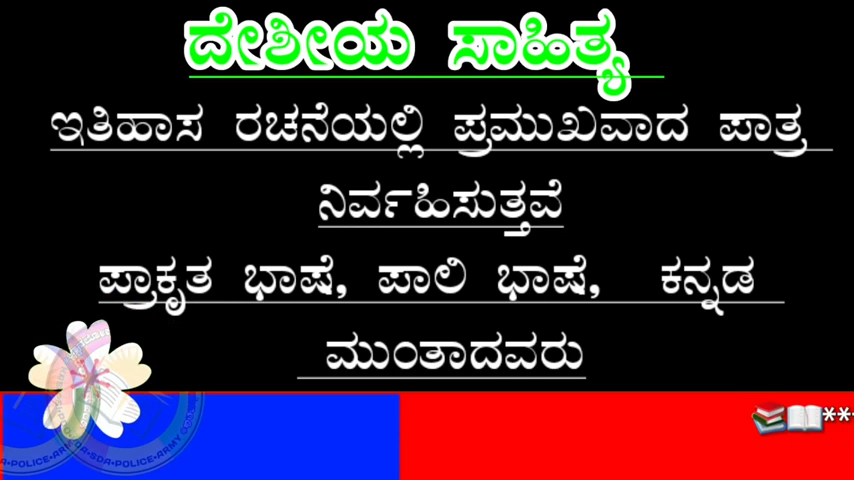 ದೇಶೀಯ ಸಾಹಿತ್ಯ
ಇತಿಹಾಸ ರಚನೆಯಲ್ಲಿ ಪ್ರಮುಖವಾದ ಪಾತ್ರ
ನಿರ್ವಹಿಸುತ್ತವೆ
ಪ್ರಾಕೃತ ಭಾಷೆ, ಪಾಲಿ ಭಾಷೆ, ಕನ್ನಡ
ಮುಂತಾದವರು